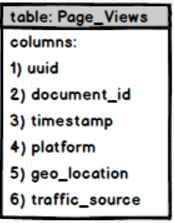 table: Page_Views
columns:
1) uuid
2) document_id
3) timestamp
4) platform
5) geo_location
6) traffic_source